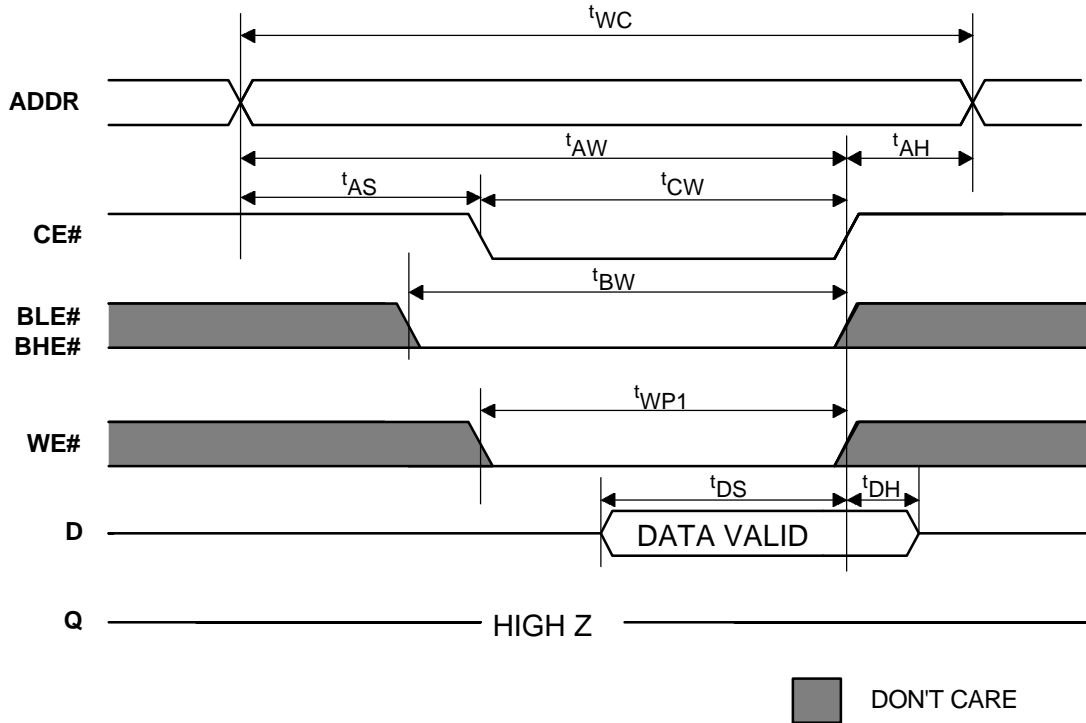 tWC
ADDR
tAW
tAH
tAS
tCW
CE#
tBW
BLE#
BHE#
tWP1
WE#
tDS
tDH
D
DATA VALID
Q
HIGH Z
DON'T CARE